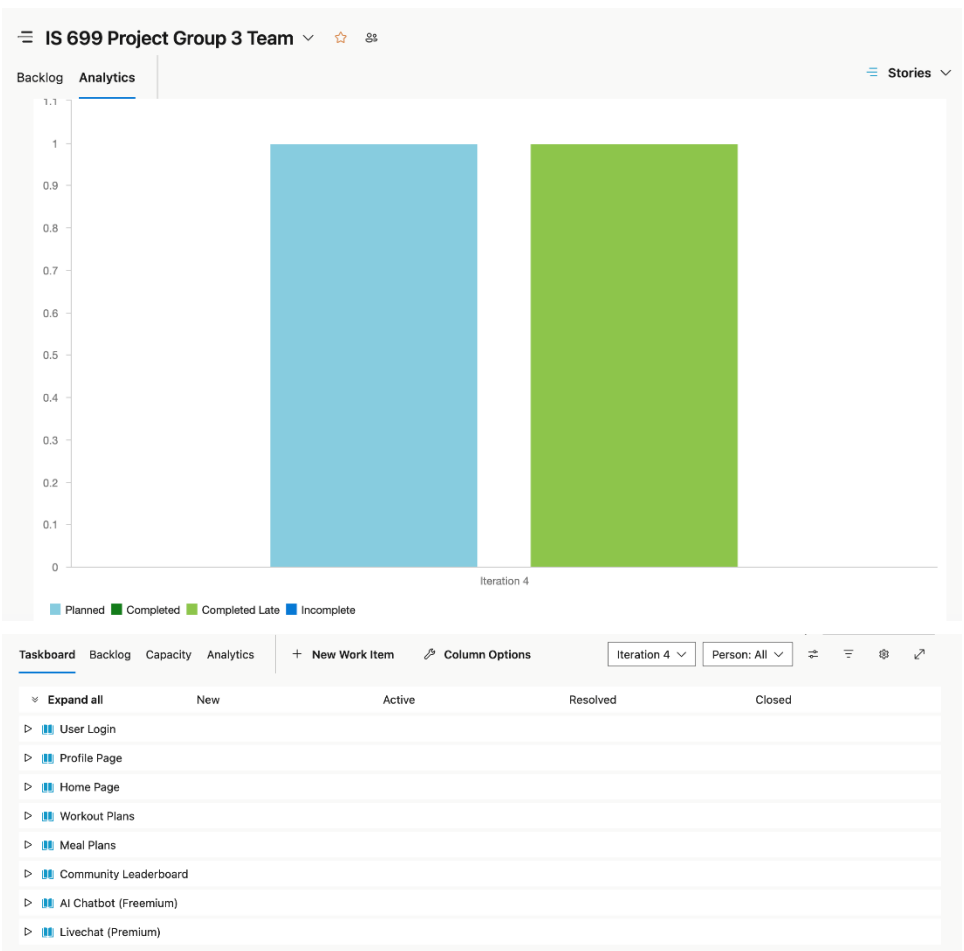 IS 699 Project Group 3 Team
Backlog Analytics Stories
1.1
1
0.9
0.8
0.7
0.6
0.5
0.4
0.3
0.2
0.1
0
Iteration 4
Planned Completed Completed Late Incomplete
Taskboard Backlog Capacity Analytics + New Work Item Column Options Iteration 4 Person: All
Expand all New Active Resolved Closed
User Login
Profile Page
Home Page
Workout Plans
Meal Plans
Community Leaderboard
AI Chatbot (Freemium)
Livechat (Premium)